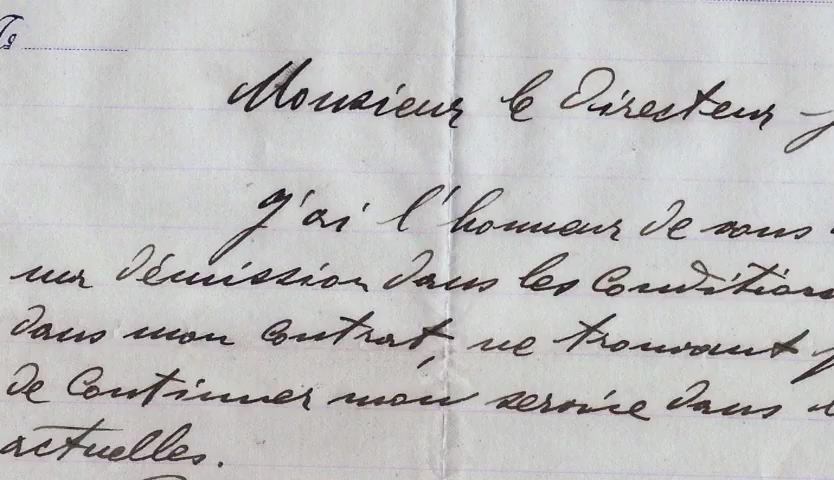 Monsieur le Directeur
J'ai l'honneur de vous
ma démission dans les conditions
dans mon contrat, ne trouvant
de continuer mon service dans
actuelles.